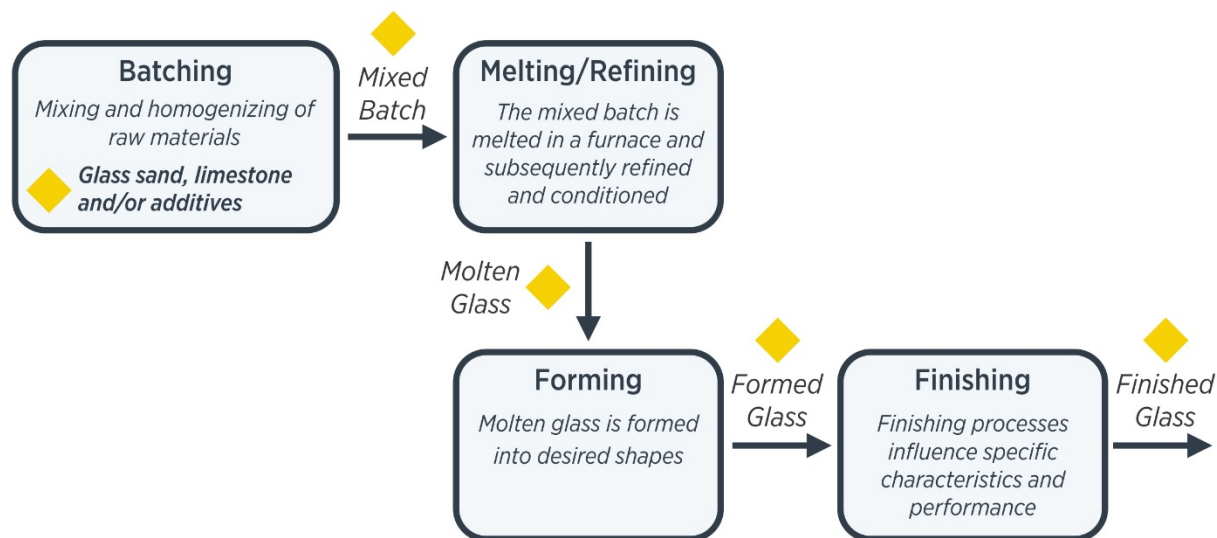 Batching
Mixing and homogenizing of
raw materials
Glass sand, limestone
and/or additives
Mixed
Batch
Melting/Refining
The mixed batch is
melted in a furnace and
subsequently refined
and conditioned
Molten
Glass
Forming
Molten glass is formed
into desired shapes
Formed
Glass
Finishing
Finishing processes
influence specific
characteristics and
performance
Finished
Glass